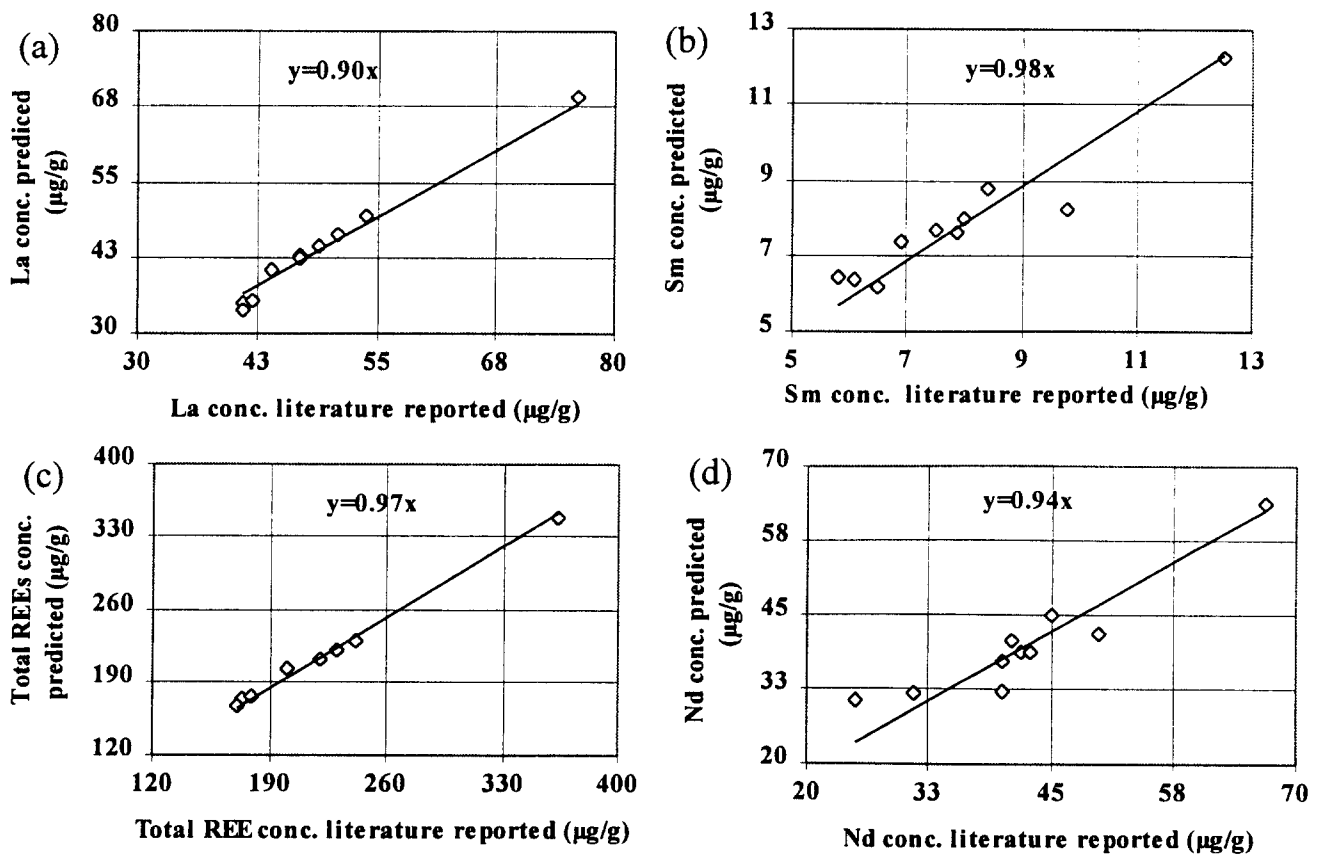 (a)
80
68
55
43
30
y=0.90x
La conc. prediced
(µg/g)
30 43 55 68 80
La conc. literature reported (µg/g)
(b)
13
11
9
7
5
y=0.98x
Sm conc. predicted
(µg/g)
5 7 9 11 13
Sm conc. literature reported (µg/g)
(c)
400
330
260
190
120
y=0.97x
Total REEs conc.
predicted (µg/g)
120 190 260 330 400
Total REE conc. literature reported (µg/g)
(d)
70
58
45
33
20
y=0.94x
Nd conc. predicted
(µg/g)
20 33 45 58 70
Nd conc. literature reported (µg/g)